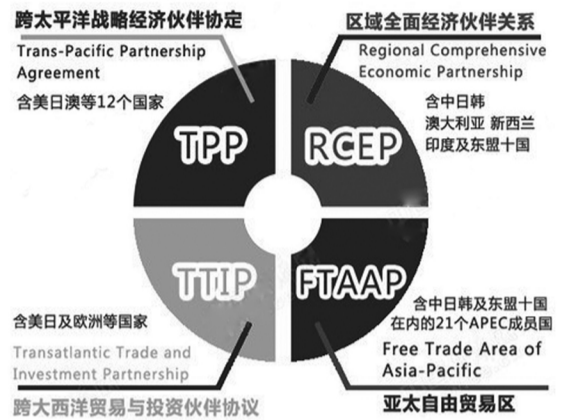 跨太平洋战略经济伙伴协定
Trans-Pacific Partnership
Agreement
含美日澳等12个国家
TPP
区域全面经济伙伴关系
Regional Comprehensive
Economic Partnership
含中日韩
澳大利亚 新西兰
印度及东盟十国
RCEP
TTIP
含美日及欧洲等国家
Transatlantic Trade and
Investment Partnership
跨大西洋贸易与投资伙伴协议
FTAAP
含中日韩及东盟十国
在内的21个APEC成员国
Free Trade Area of
Asia-Pacific
亚太自由贸易区